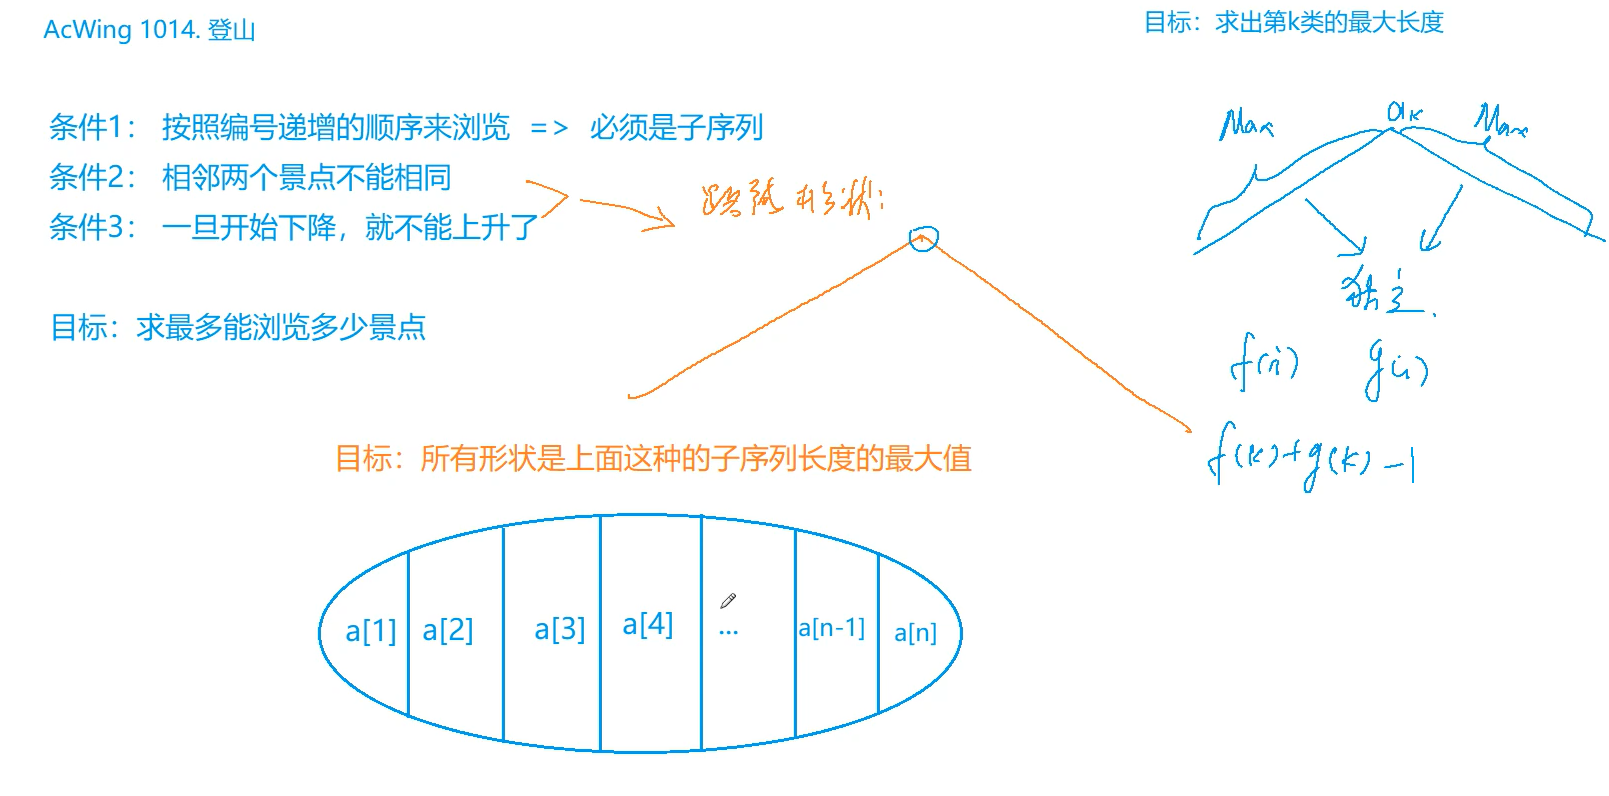 AcWing 1014. 登山
目标：求出第k类的最大长度
条件1： 按照编号递增的顺序来浏览 => 必须是子序列
条件2： 相邻两个景点不能相同
条件3： 一旦开始下降，就不能上升了
形状：
目标：求最多能浏览多少景点
Max ak Max
独立.
f(i) g(i)
f(k)+g(k)-1
目标：所有形状是上面这种的子序列长度的最大值
a[1] a[2] a[3] a[4] ... a[n-1] a[n]